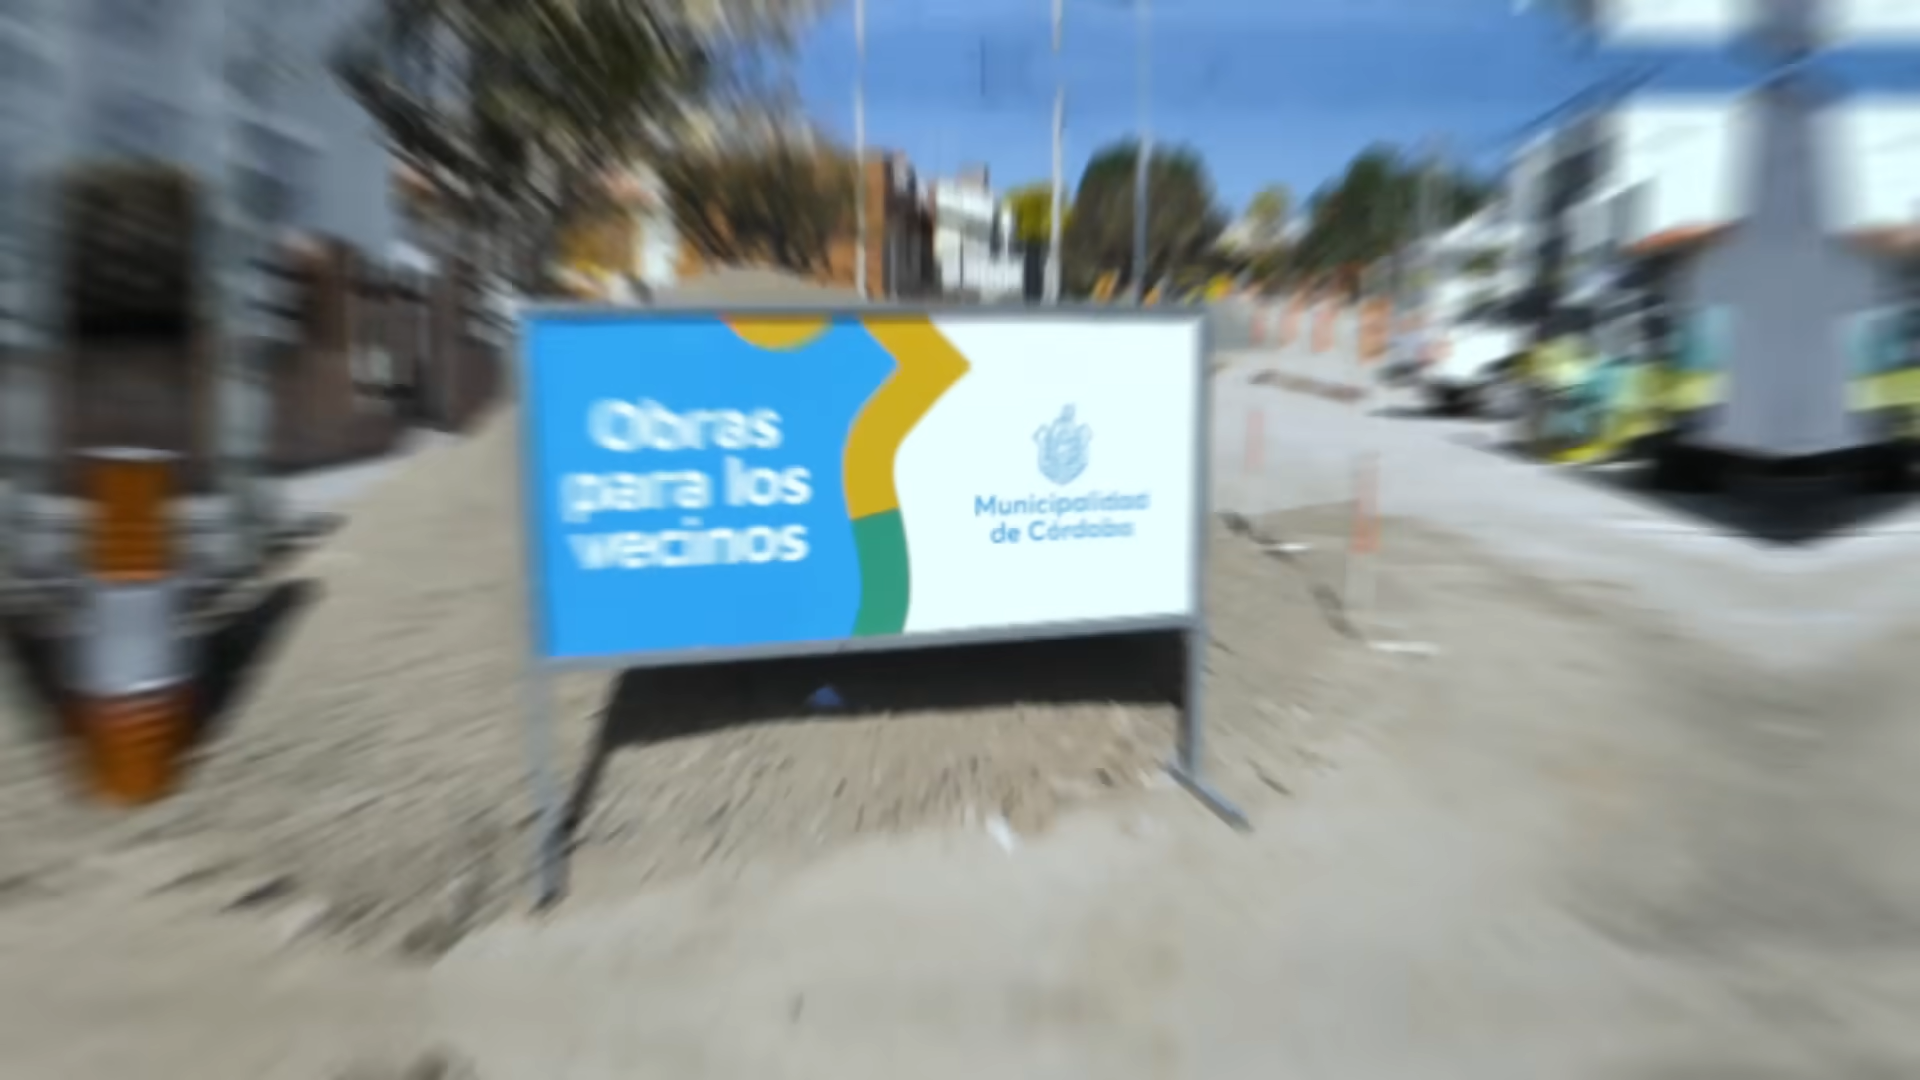 Obras
para los
vecinos
Municipalidad
de Córdoba